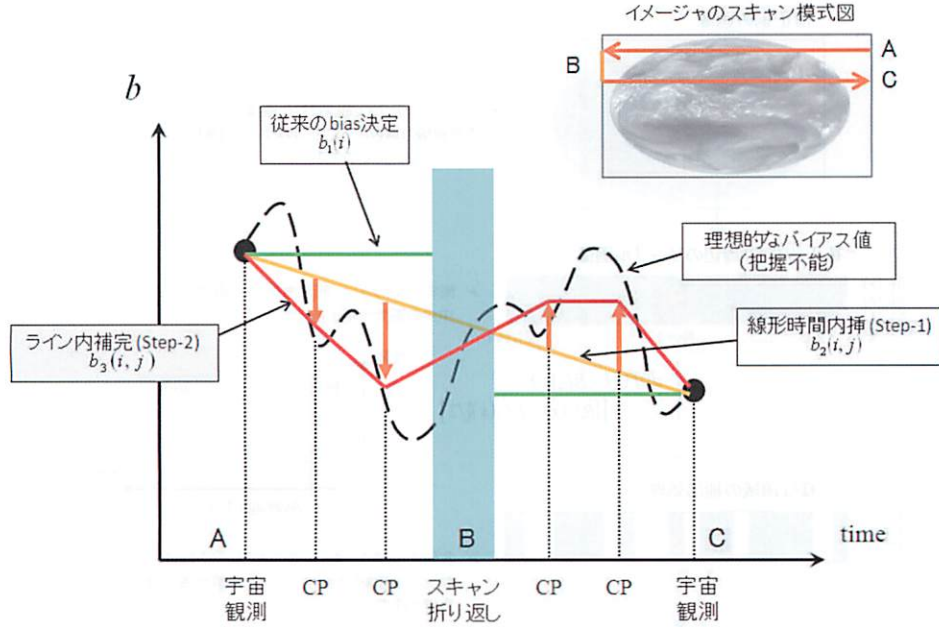 イメージャのスキャン模式図
A
B
C
b
従来のbias決定
b₁(i)
理想的なバイアス値
(把握不能)
ライン内補完(Step-2)
b₃(i, j)
線形時間内挿(Step-1)
b₂(i, j)
A
B
C
time
宇宙
観測
CP
CP
スキャン
折り返し
CP
CP
宇宙
観測